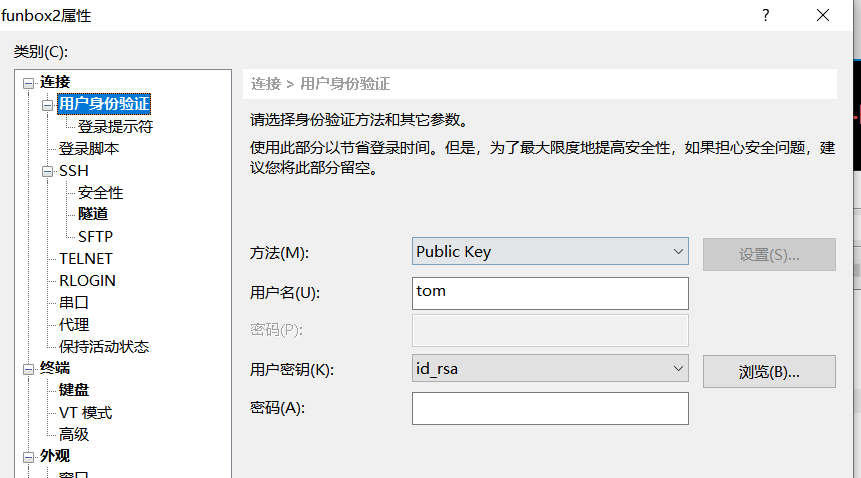 funbox2属性
?
类别(C):
连接
用户身份验证
登录提示符
登录脚本
SSH
安全性
隧道
SFTP
TELNET
RLOGIN
串口
代理
保持活动状态
终端
键盘
VT 模式
高级
外观
窗口
连接 > 用户身份验证
请选择身份验证方法和其它参数。
使用此部分以节省登录时间。但是，为了最大限度地提高安全性，如果担心安全问题，建
议您将此部分留空。
方法(M):
Public Key
设置(S)...
用户名(U):
tom
密码(P):
用户密钥(K):
id_rsa
浏览(B)...
密码(A):